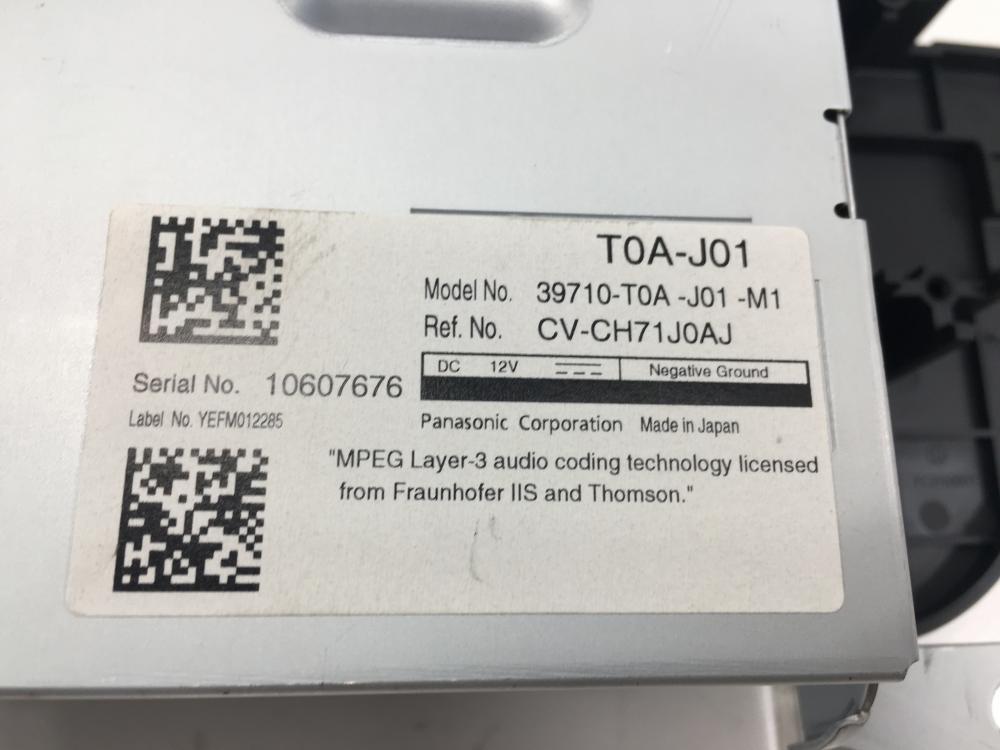 T0A-J01
Model No. 39710-T0A -J01 -M1
Ref. No. CV-CH71J0AJ
DC 12V Negative Ground
Serial No. 10607676
Label No. YEFM012285
Panasonic Corporation Made in Japan
"MPEG Layer-3 audio coding technology licensed
from Fraunhofer IIS and Thomson."